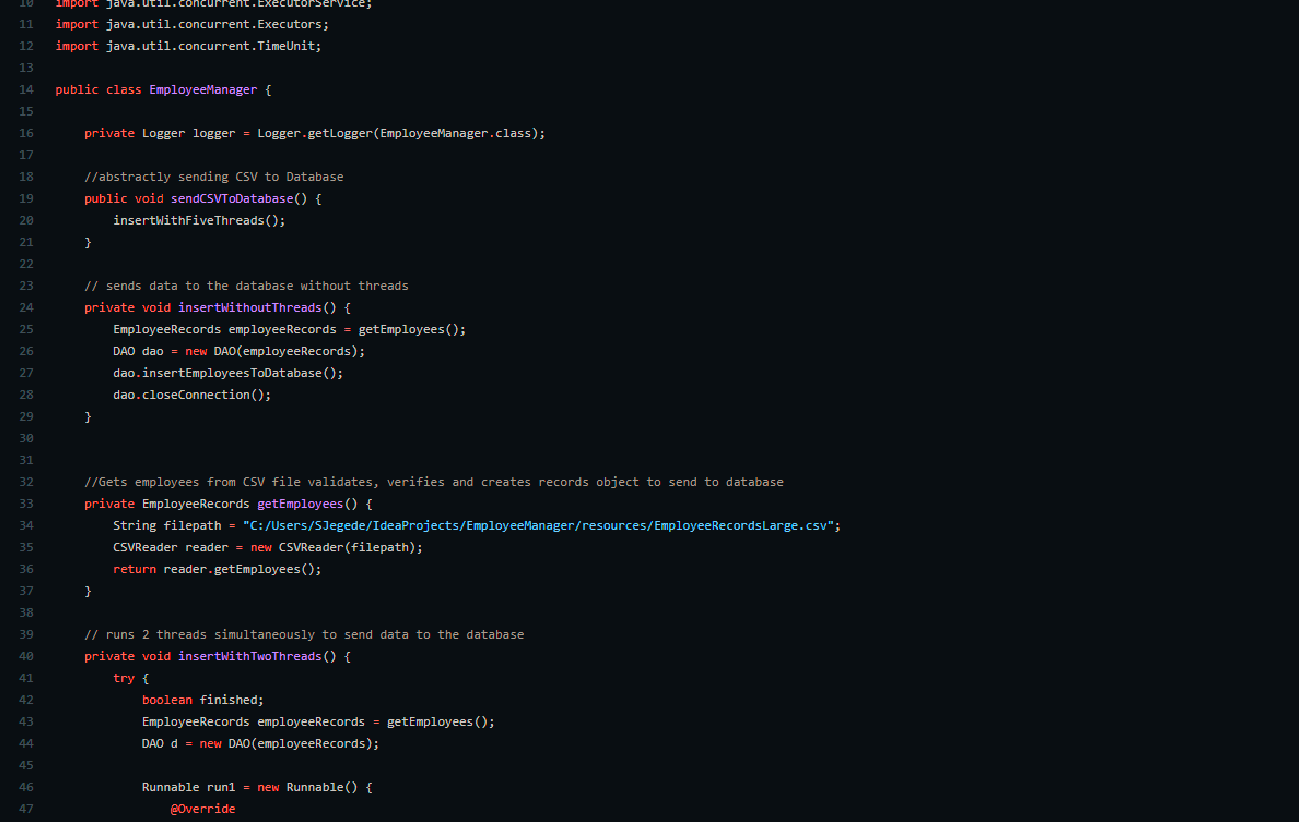 10 import java.util.concurrent.ExecutorService;
11 import java.util.concurrent.Executors;
12 import java.util.concurrent.TimeUnit;
13
14 public class EmployeeManager {
15
16     private Logger logger = Logger.getLogger(EmployeeManager.class);
17
18     //abstractly sending CSV to Database
19     public void sendCSVToDatabase() {
20         insertWithFiveThreads();
21     }
22
23     // sends data to the database without threads
24     private void insertWithoutThreads() {
25         EmployeeRecords employeeRecords = getEmployees();
26         DAO dao = new DAO(employeeRecords);
27         dao.insertEmployeesToDatabase();
28         dao.closeConnection();
29     }
30
31
32     //Gets employees from CSV file validates, verifies and creates records object to send to database
33     private EmployeeRecords getEmployees() {
34         String filepath = "C:/Users/SJegede/IdeaProjects/EmployeeManager/resources/EmployeeRecordsLarge.csv";
35         CSVReader reader = new CSVReader(filepath);
36         return reader.getEmployees();
37     }
38
39     // runs 2 threads simultaneously to send data to the database
40     private void insertWithTwoThreads() {
41         try {
42             boolean finished;
43             EmployeeRecords employeeRecords = getEmployees();
44             DAO d = new DAO(employeeRecords);
45
46             Runnable run1 = new Runnable() {
47                 @Override